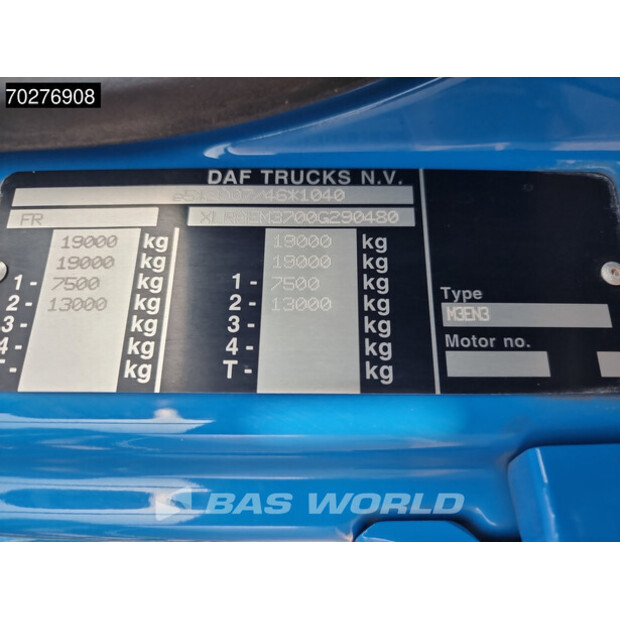 70276908
DAF TRUCKS N.V.
FR
19000 kg 19000 kg
19000 kg 19000 kg
1- 7500 kg 1- 7500 kg
2- 13000 kg 2- 13000 kg
3- kg 3- kg
4- kg 4- kg
T- kg T- kg
Type
M3EN3
Motor no.
BAS WORLD